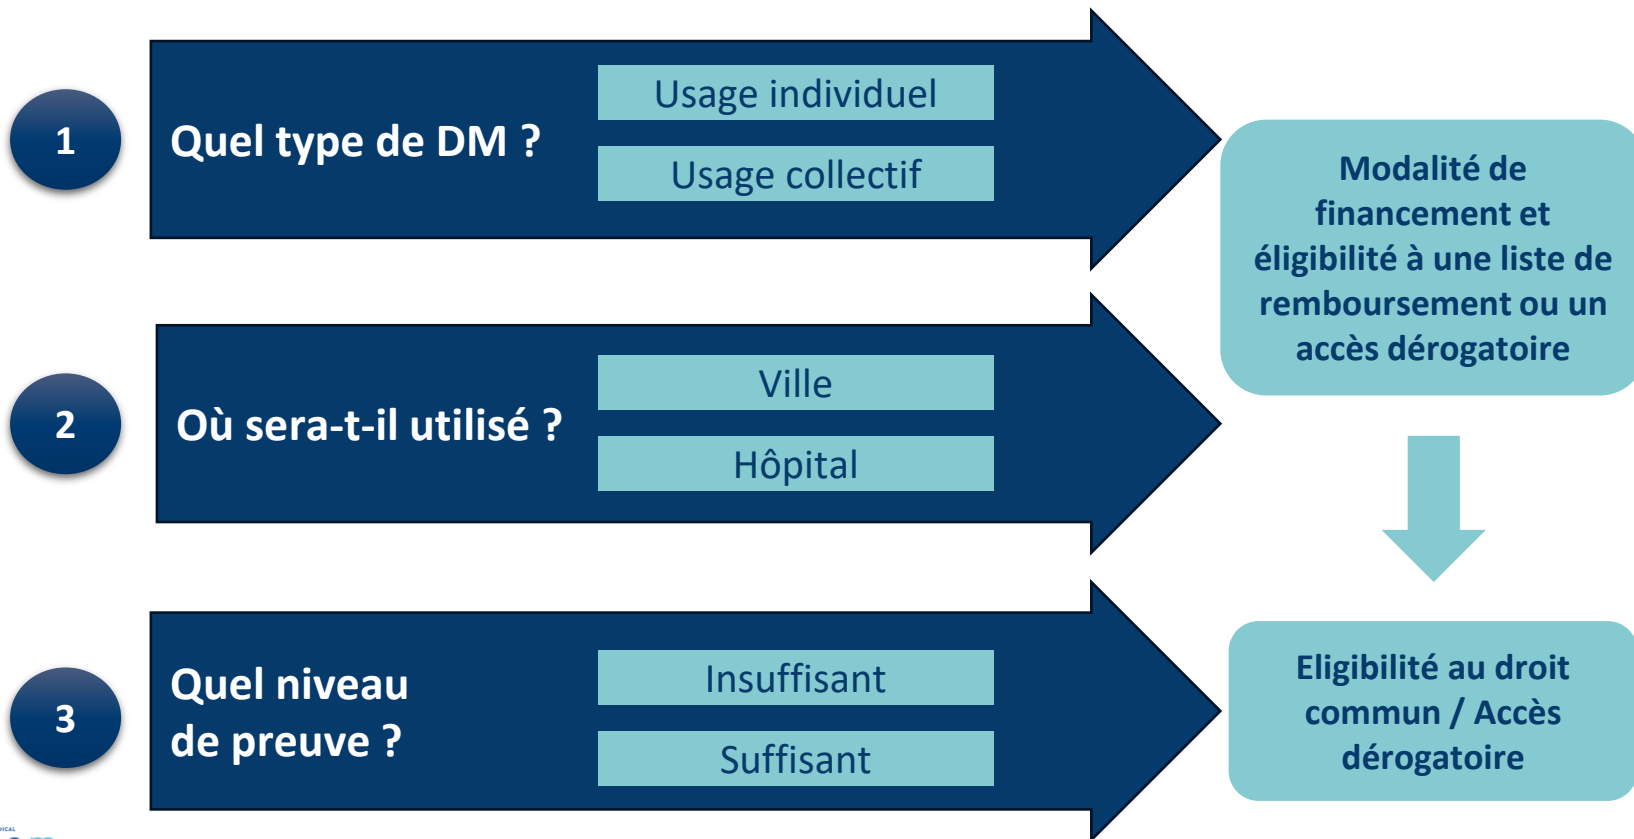 1
Quel type de DM ?
Usage individuel
Usage collectif
Modalité de
financement et
éligibilité à une liste de
remboursement ou un
accès dérogatoire
2
Où sera-t-il utilisé ?
Ville
Hôpital
3
Quel niveau
de preuve ?
Insuffisant
Suffisant
Eligibilité au droit
commun / Accès
dérogatoire